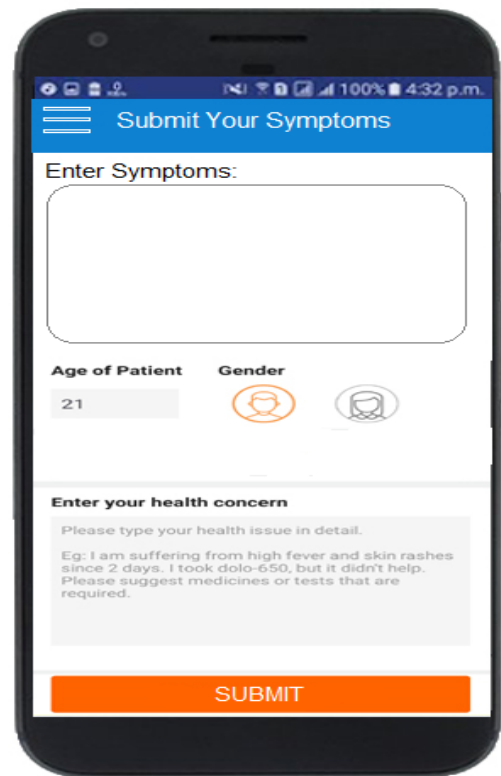 100% 4:32 p.m.
Submit Your Symptoms
Enter Symptoms:
Age of Patient Gender
21
Enter your health concern
Please type your health issue in detail.
Eg: I am suffering from high fever and skin rashes
since 2 days. I took dolo-650, but it didn't help.
Please suggest medicines or tests that are
required.
SUBMIT